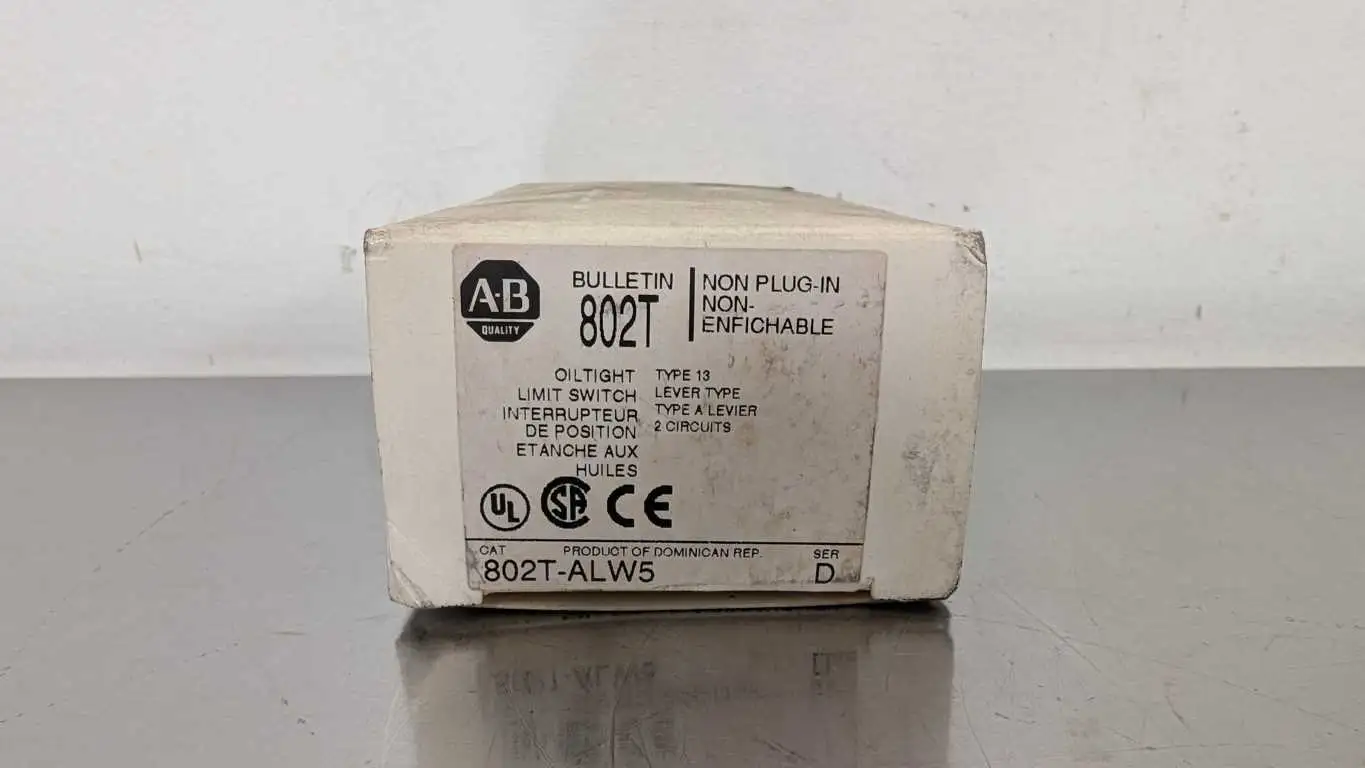 A-B
QUALITY
BULLETIN
802T
NON PLUG-IN
NON-
ENFICHABLE
OILTIGHT
LIMIT SWITCH
INTERRUPTEUR
DE POSITION
ETANCHE AUX
HUILES
TYPE 13
LEVER TYPE
TYPE A LEVIER
2 CIRCUITS
UL
SA
CE
CAT
PRODUCT OF DOMINICAN REP.
SER
802T-ALW5
D